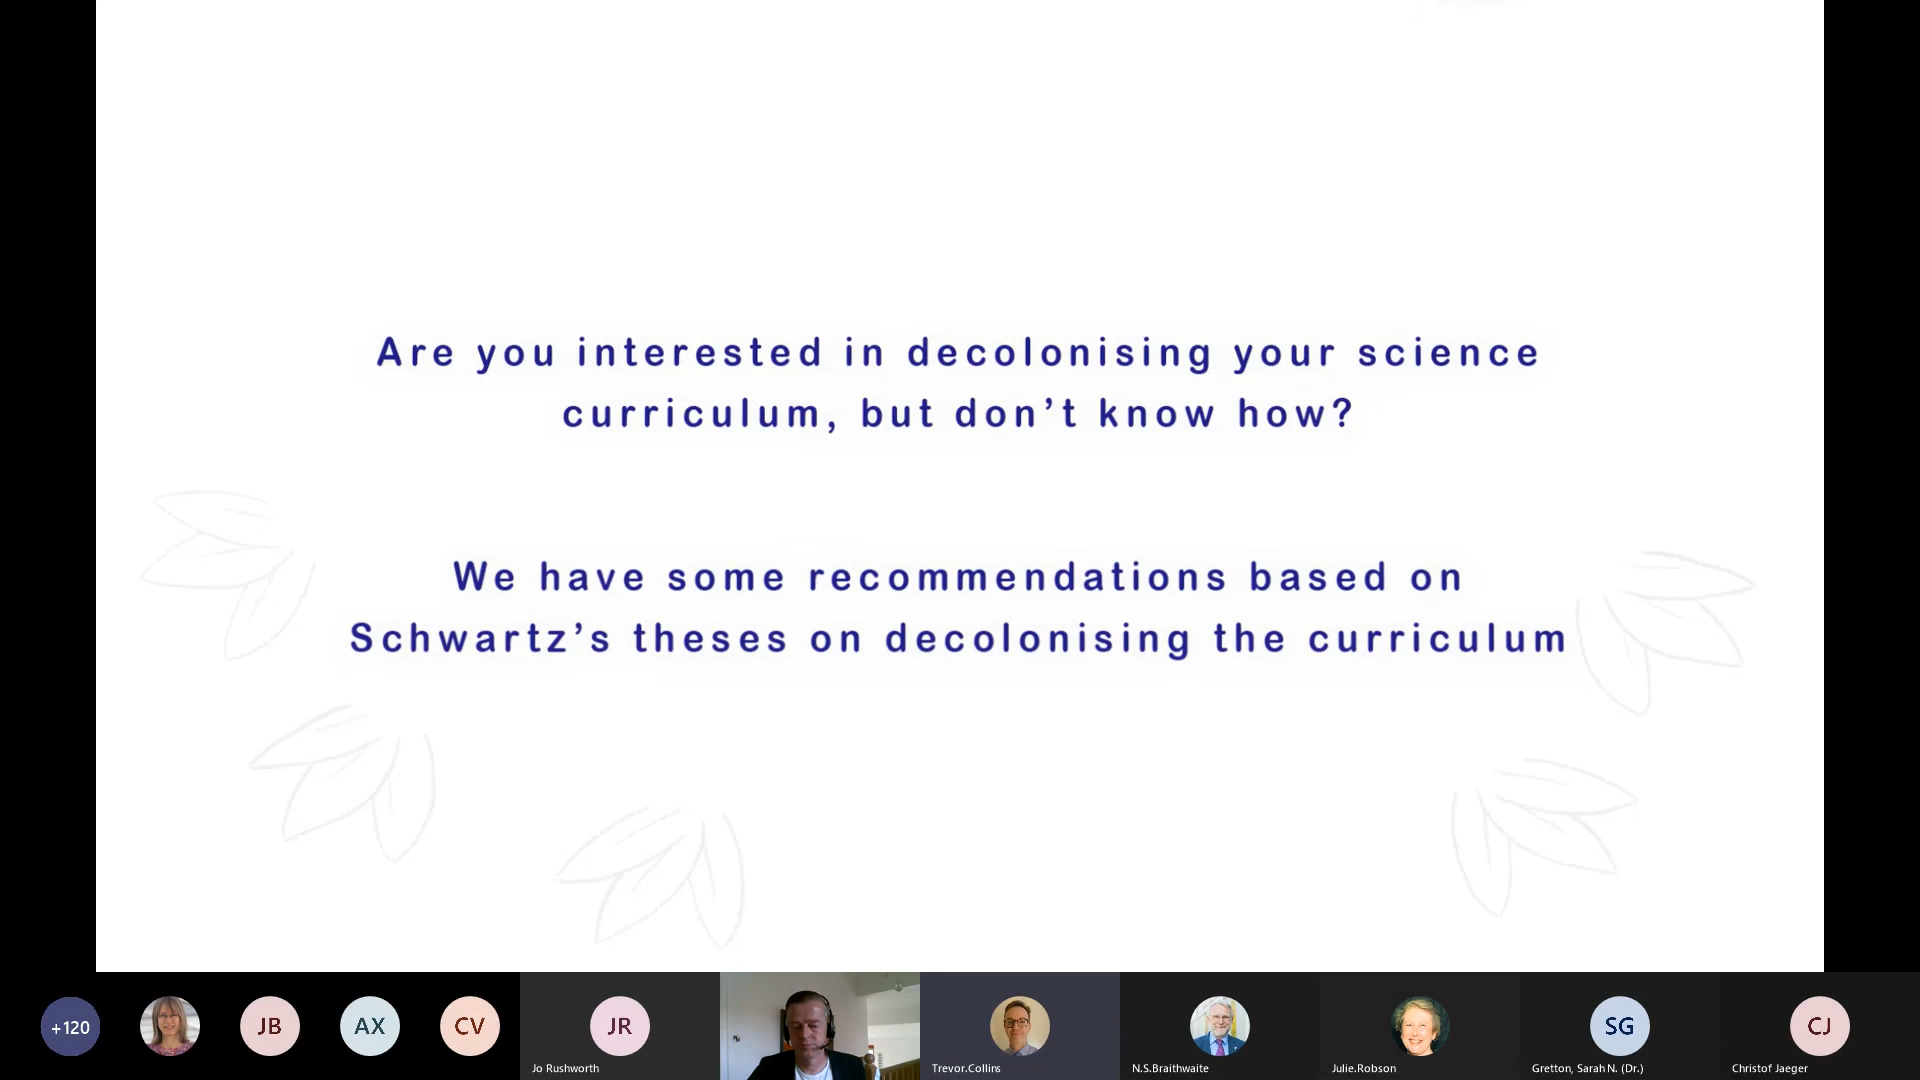 Are you interested in decolonising your science
curriculum, but don’t know how?
We have some recommendations based on
Schwartz’s theses on decolonising the curriculum
+120
JB
AX
CV
JR
SG
CJ
Jo Rushworth
Trevor.Collins
N.S.Braithwaite
Julie.Robson
Gretton, Sarah N. (Dr.)
Christof Jaeger